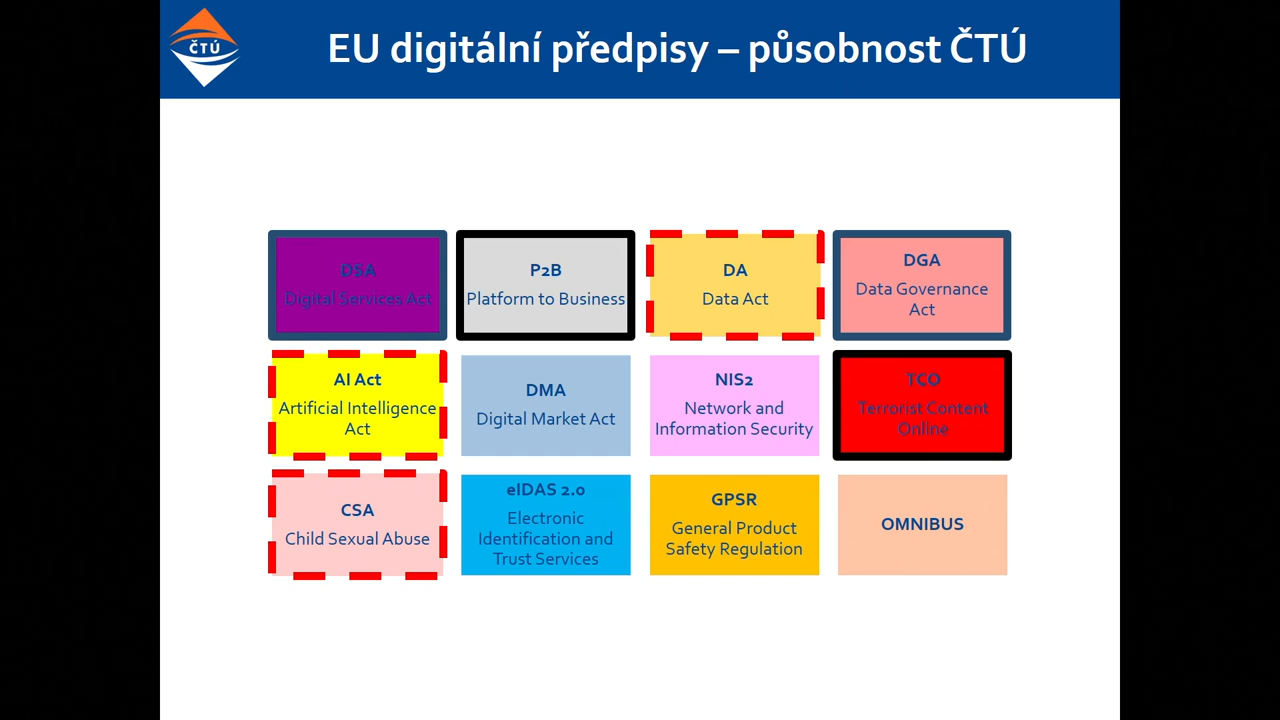 ČTÚ
EU digitální předpisy – působnost ČTÚ
DSA
Digital Services Act
P2B
Platform to Business
DA
Data Act
DGA
Data Governance
Act
AI Act
Artificial Intelligence
Act
DMA
Digital Market Act
NIS2
Network and
Information Security
TCO
Terrorist Content
Online
CSA
Child Sexual Abuse
eIDAS 2.0
Electronic
Identification and
Trust Services
GPSR
General Product
Safety Regulation
OMNIBUS